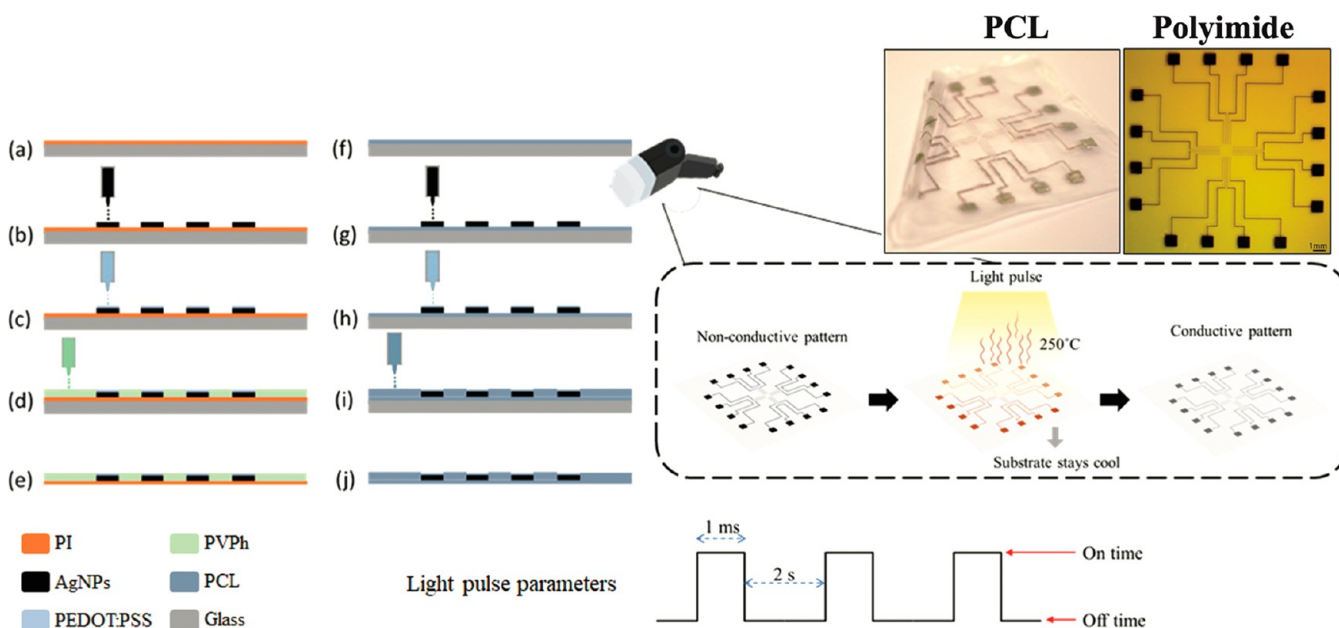 PCL
Polyimide
1mm
(a)
(b)
(c)
(d)
(e)
(f)
(g)
(h)
(i)
(j)
PI
AgNPs
PEDOT:PSS
PVPh
PCL
Glass
Light pulse
Non-conductive pattern
250°C
Conductive pattern
Substrate stays cool
Light pulse parameters
1 ms
2 s
On time
Off time